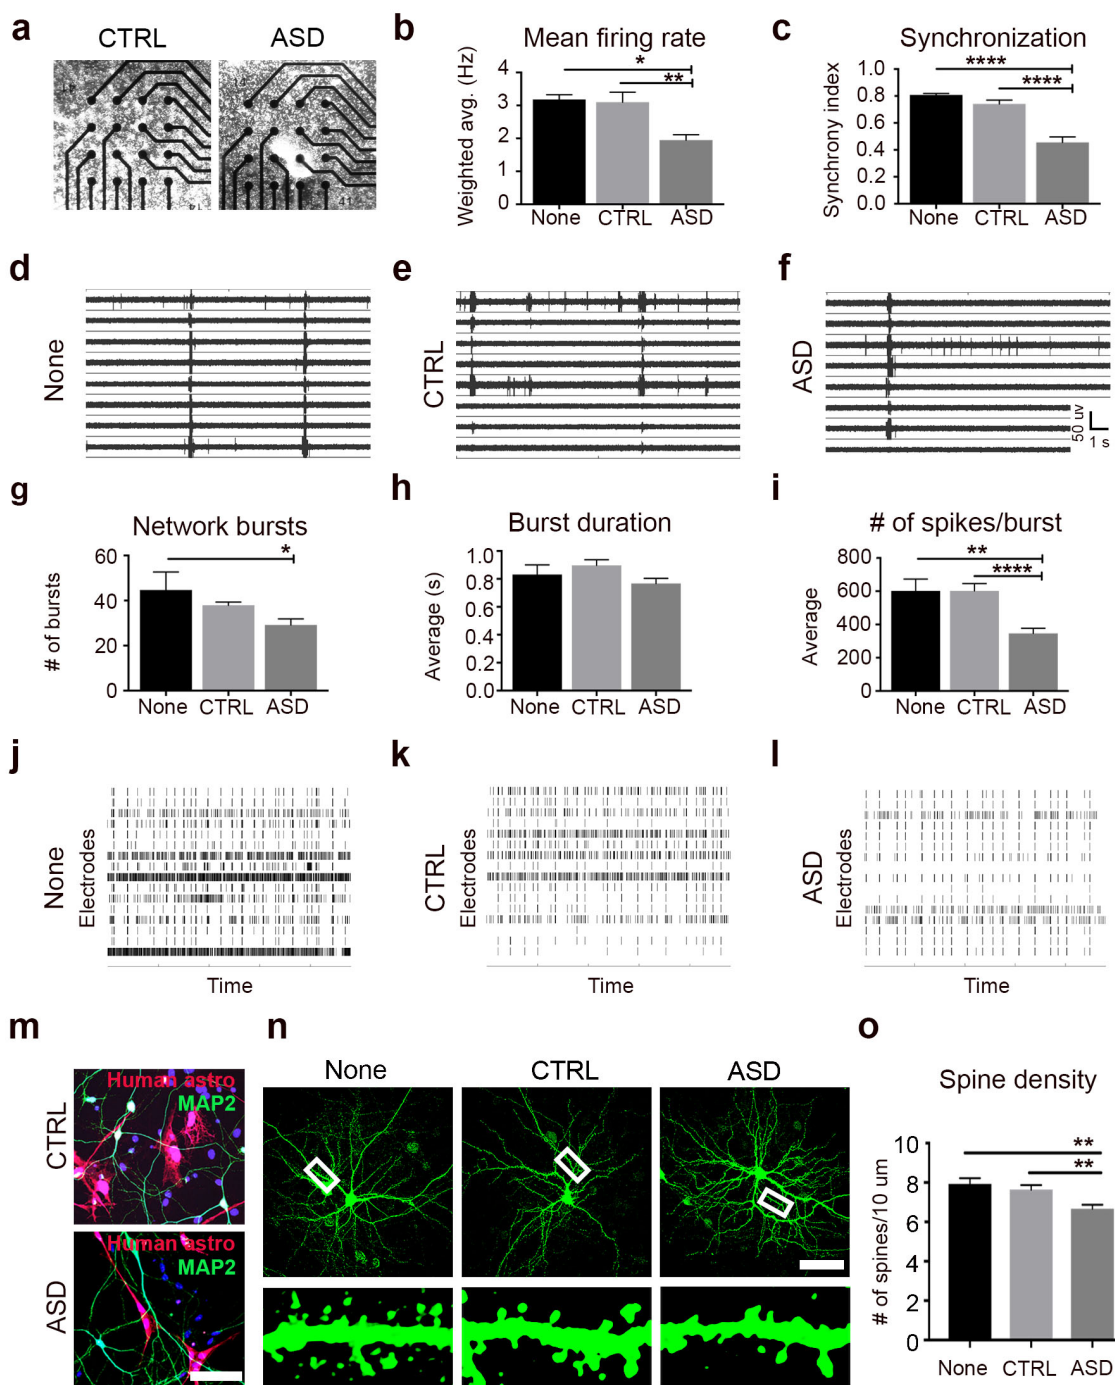 a
CTRL
ASD
14
14
41
b
Mean firing rate
*
**
Weighted avg. (Hz)
4
3
2
1
0
None
CTRL
ASD
c
Synchronization
****
****
Synchrony index
1.0
0.8
0.6
0.4
0.2
0.0
None
CTRL
ASD
d
None
e
CTRL
f
ASD
50 uv
1 s
g
Network bursts
*
# of bursts
60
40
20
0
None
CTRL
ASD
h
Burst duration
Average (s)
1.0
0.8
0.6
0.4
0.2
0.0
None
CTRL
ASD
i
# of spikes/burst
**
****
Average
800
600
400
200
0
None
CTRL
ASD
j
None
Electrodes
Time
k
CTRL
Electrodes
Time
l
ASD
Electrodes
Time
m
CTRL
Human astro
MAP2
ASD
Human astro
MAP2
n
None
CTRL
ASD
o
Spine density
**
**
# of spines/10 um
10
8
6
4
2
0
None
CTRL
ASD